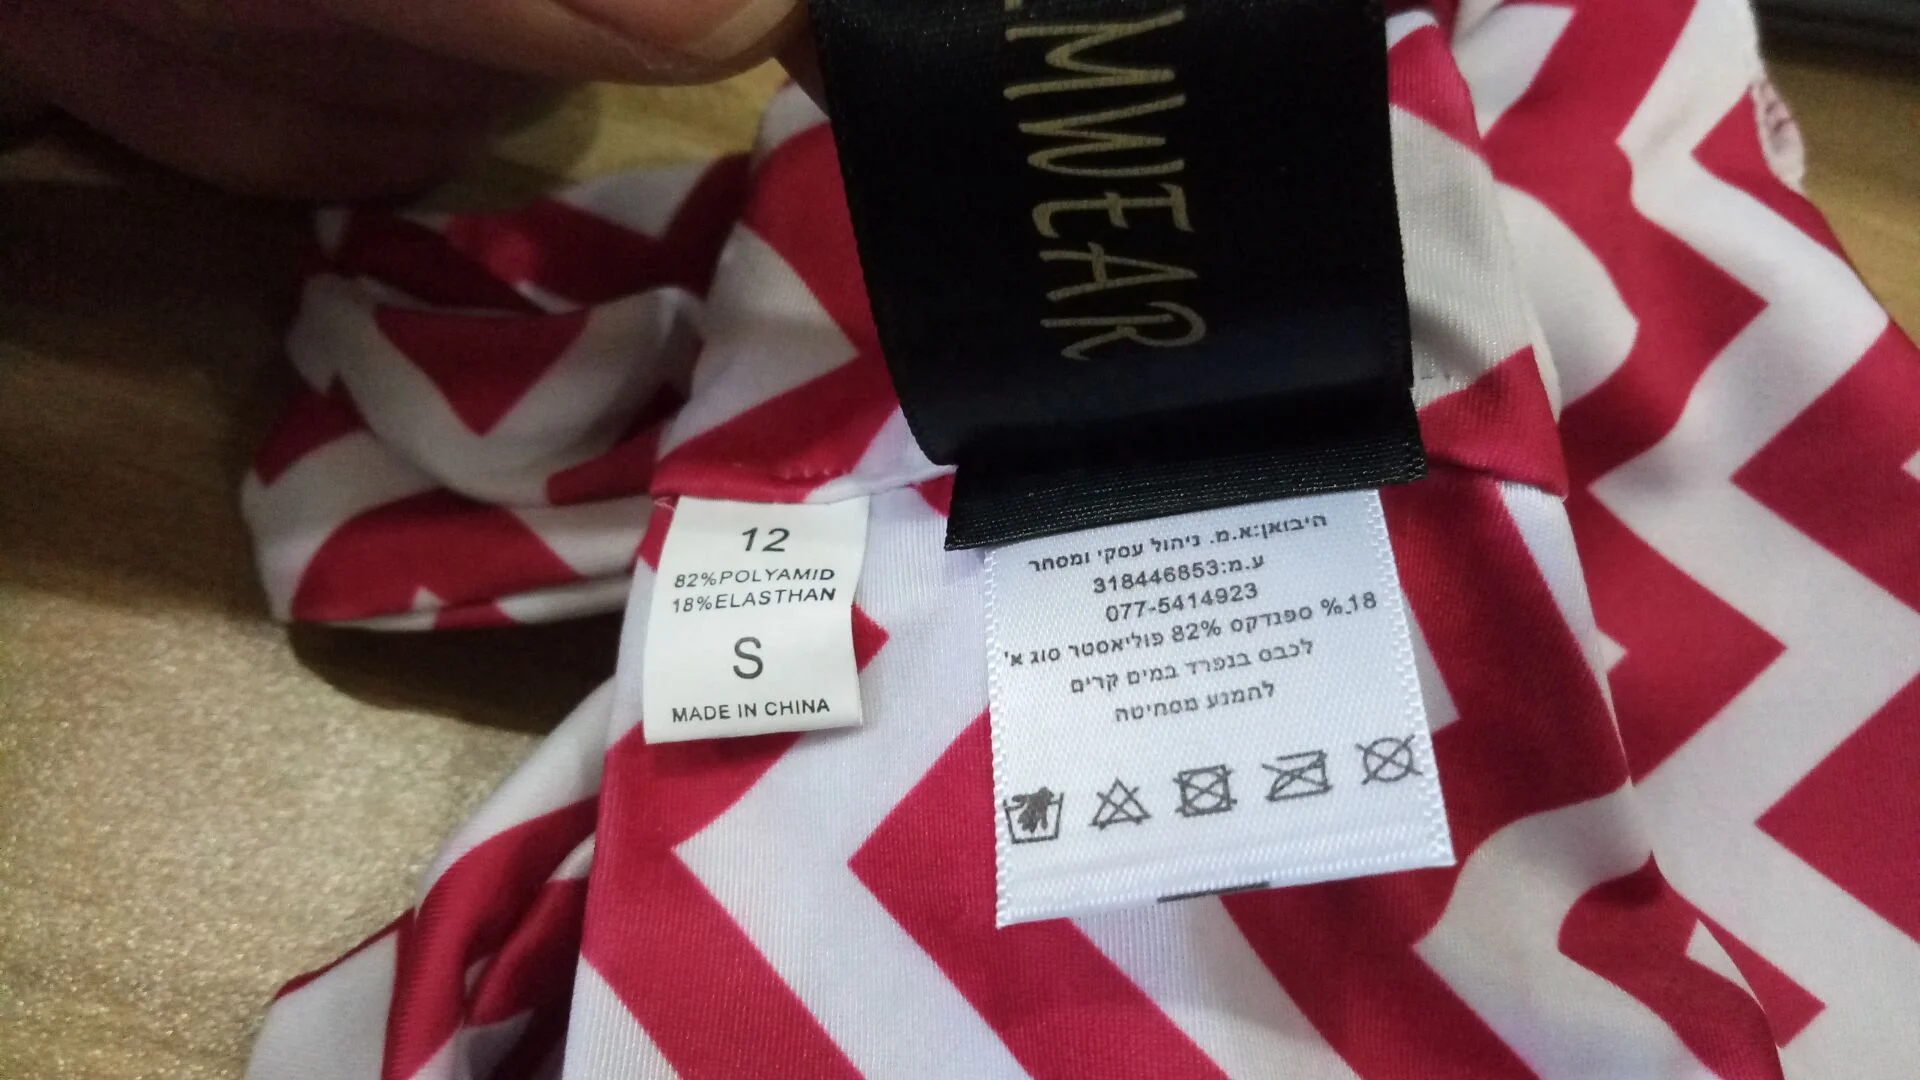 MWEAR
12
82%POLYAMID
18%ELASTHAN
S
MADE IN CHINA
היבואן:א.מ. ניהול עסקי ומסחר
ע.מ:318446853
077-5414923
18.% ספנדקס 82% פוליאסטר סוג א'
לכבס בנפרד במים קרים
להמנע מסחיטה